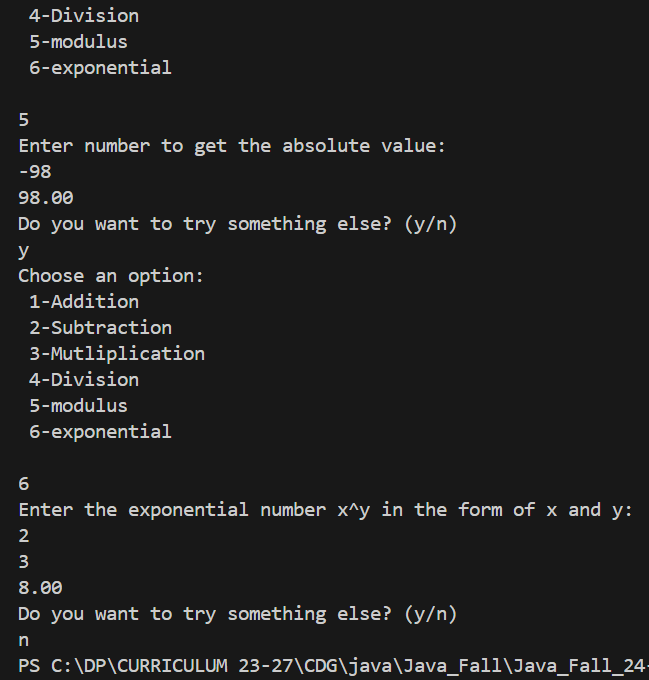 4-Division
5-modulus
6-exponential
5
Enter number to get the absolute value:
-98
98.00
Do you want to try something else? (y/n)
y
Choose an option:
1-Addition
2-Subtraction
3-Mutliplication
4-Division
5-modulus
6-exponential
6
Enter the exponential number x^y in the form of x and y:
2
3
8.00
Do you want to try something else? (y/n)
n
PS C:\DP\CURRICULUM 23-27\CDG\java\Java_Fall\Java_Fall_24-